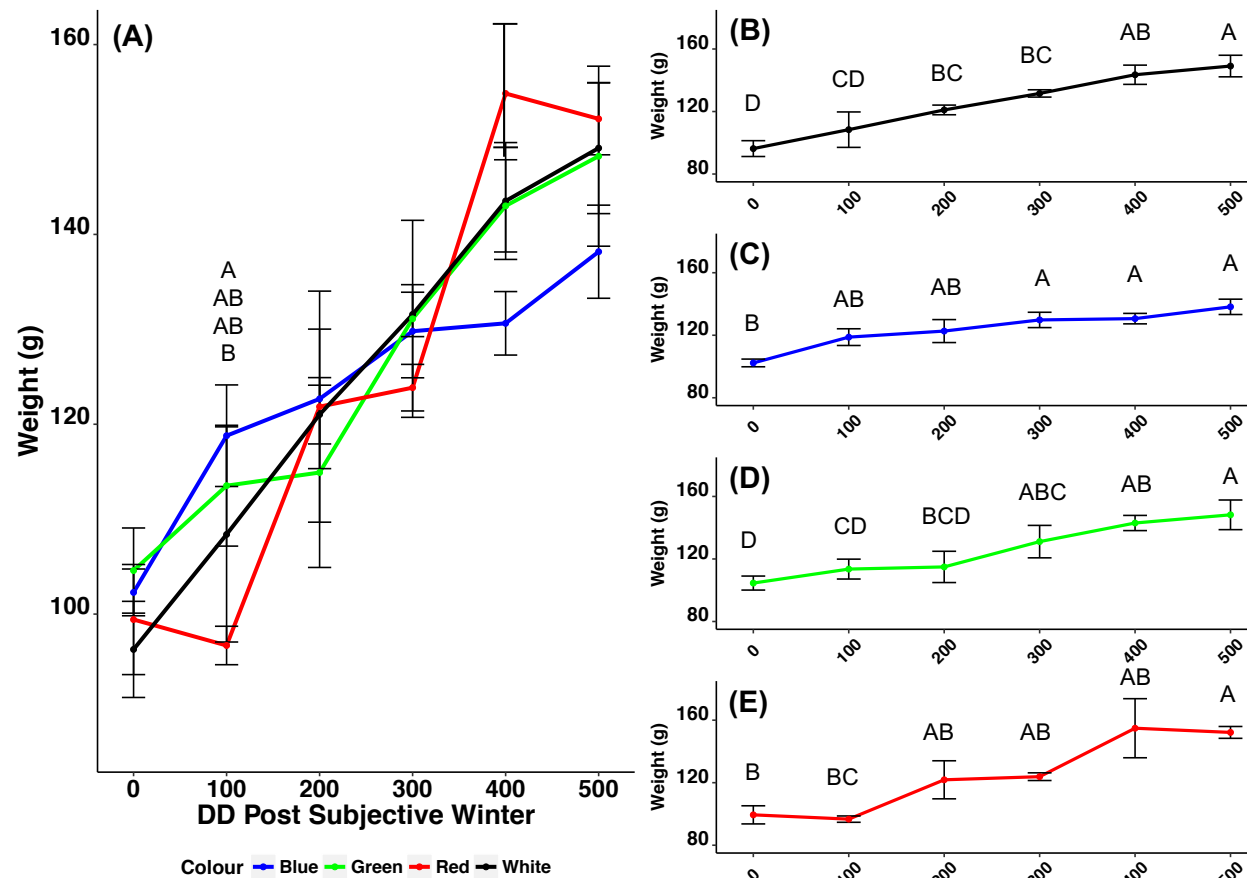 (A)
Weight (g)
160
140
120
100
A
AB
AB
B
0 100 200 300 400 500
DD Post Subjective Winter
Colour Blue Green Red White
(B)
Weight (g)
160
120
80
D CD BC BC AB A
0 100 200 300 400 500
(C)
Weight (g)
160
120
80
B AB AB A A A
0 100 200 300 400 500
(D)
Weight (g)
160
120
80
D CD BCD ABC AB A
0 100 200 300 400 500
(E)
Weight (g)
160
120
80
B BC AB AB AB A
0